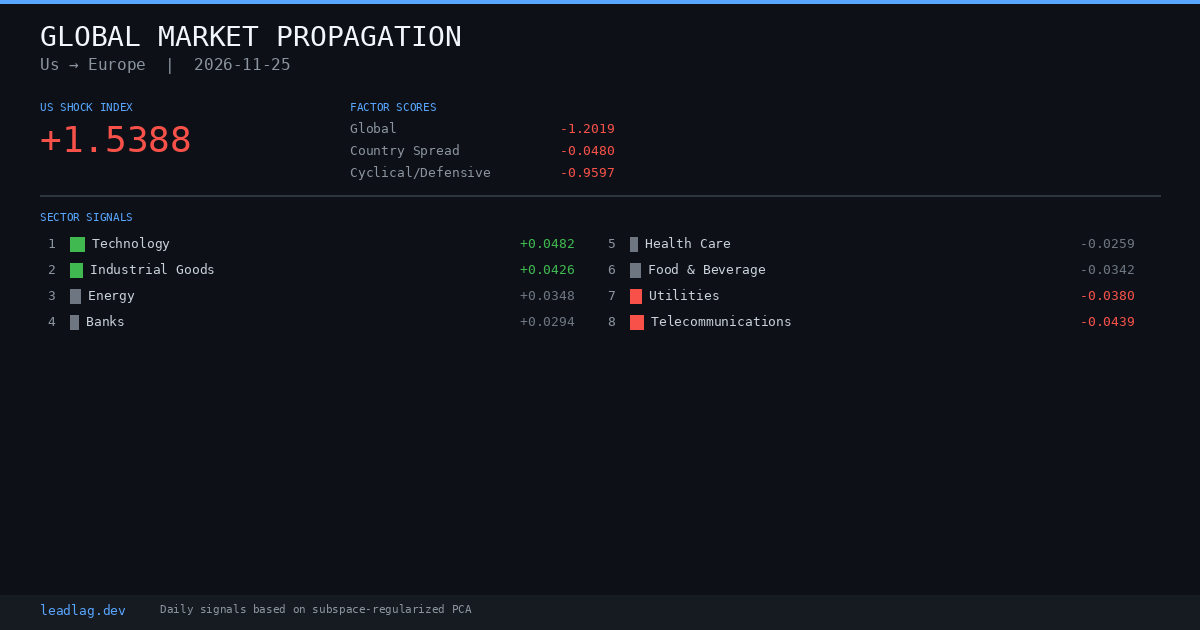 GLOBAL MARKET PROPAGATION
Us → Europe | 2026-11-25
US SHOCK INDEX
+1.5388
FACTOR SCORES
Global -1.2019
Country Spread -0.0480
Cyclical/Defensive -0.9597
SECTOR SIGNALS
1 Technology +0.0482
2 Industrial Goods +0.0426
3 Energy +0.0348
4 Banks +0.0294
5 Health Care -0.0259
6 Food & Beverage -0.0342
7 Utilities -0.0380
8 Telecommunications -0.0439
leadlag.dev Daily signals based on subspace-regularized PCA